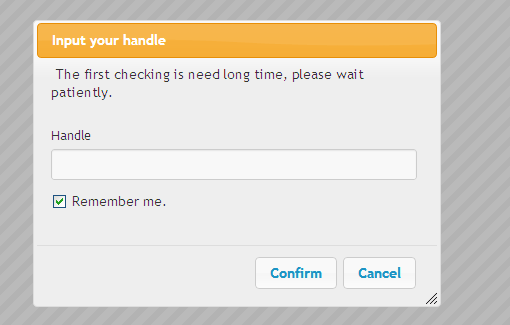 Input your handle
The first checking is need long time, please wait
patiently.
Handle
Remember me.
Confirm Cancel